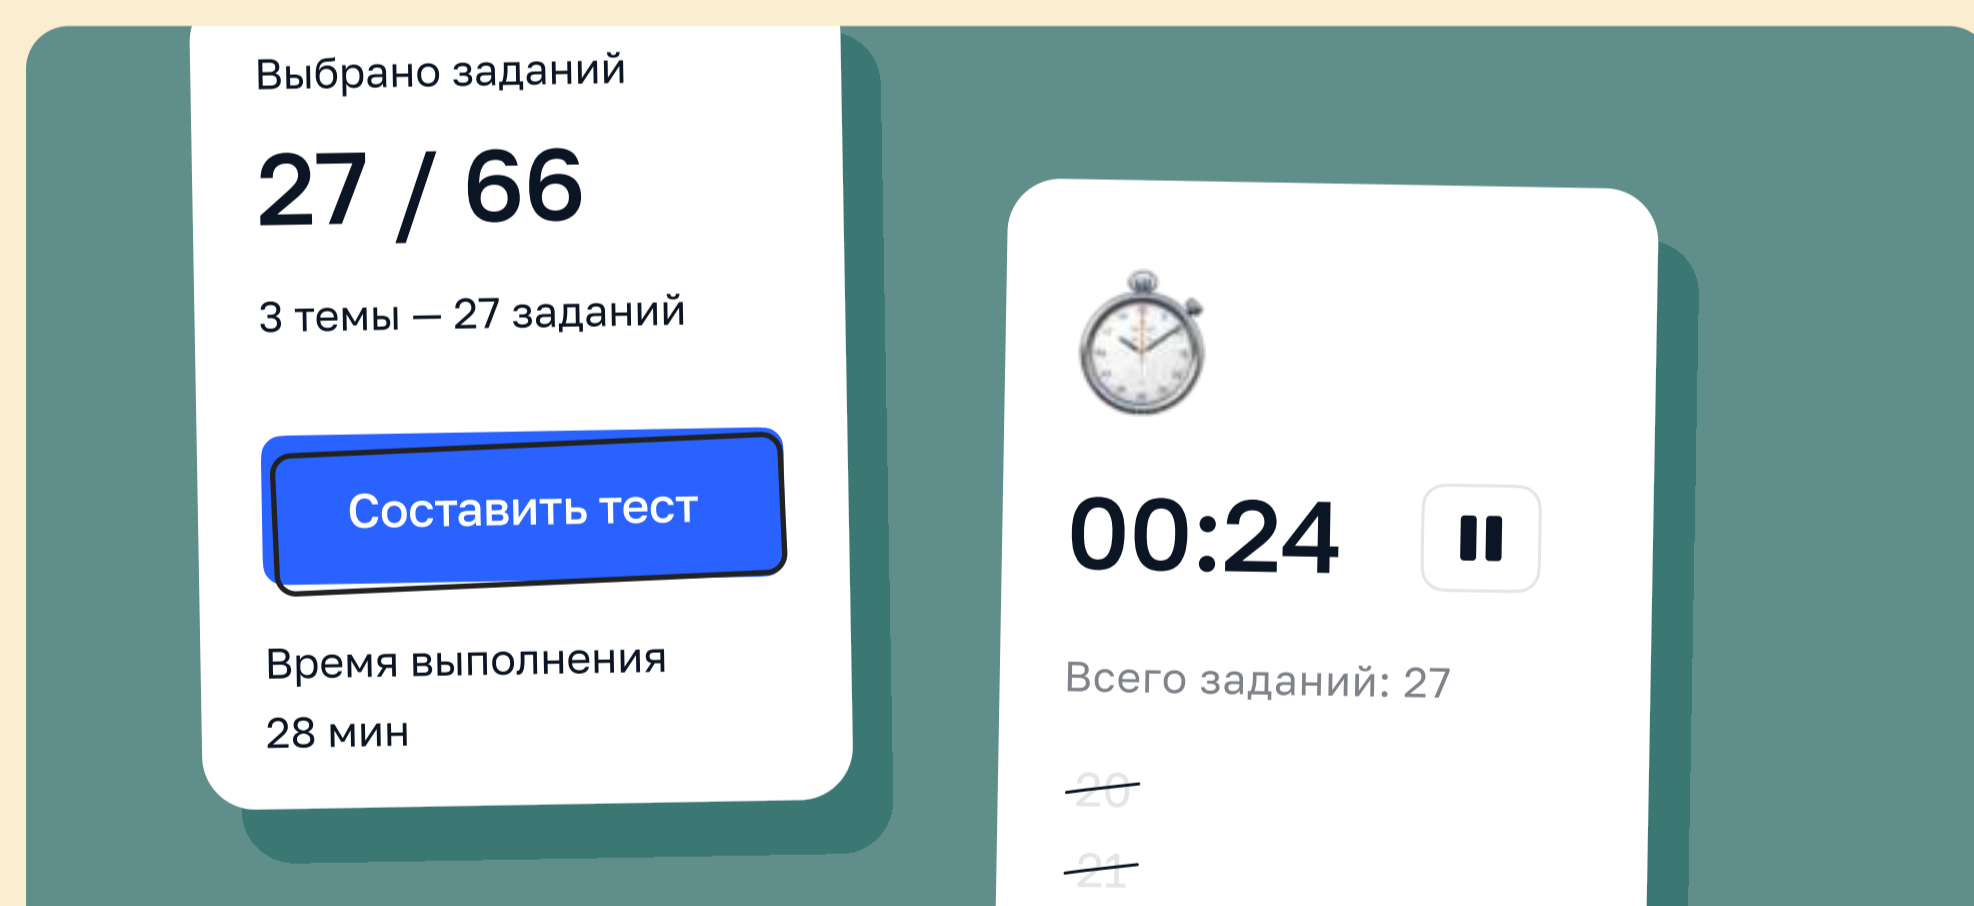 Выбрано заданий
27 / 66
3 темы — 27 заданий
Составить тест
Время выполнения
28 мин
00:24
Всего заданий: 27
20
21